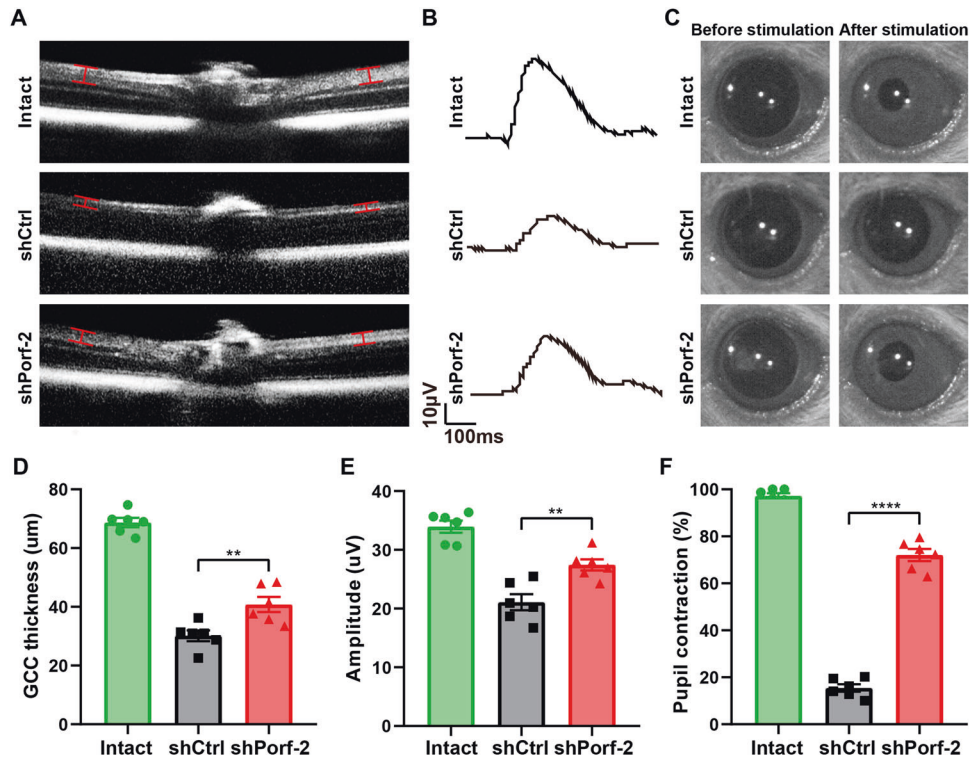 A
B
C
Before stimulation After stimulation
Intact
Intact
Intact
shCtrl
shCtrl
shCtrl
shPorf-2
shPorf-2
shPorf-2
10μV
100ms
D
E
F
GCC thickness (um)
80
60
40
20
0
**
Intact shCtrl shPorf-2
Amplitude (uV)
40
30
20
10
0
**
Intact shCtrl shPorf-2
Pupil contraction (%)
100
80
60
40
20
0
****
Intact shCtrl shPorf-2